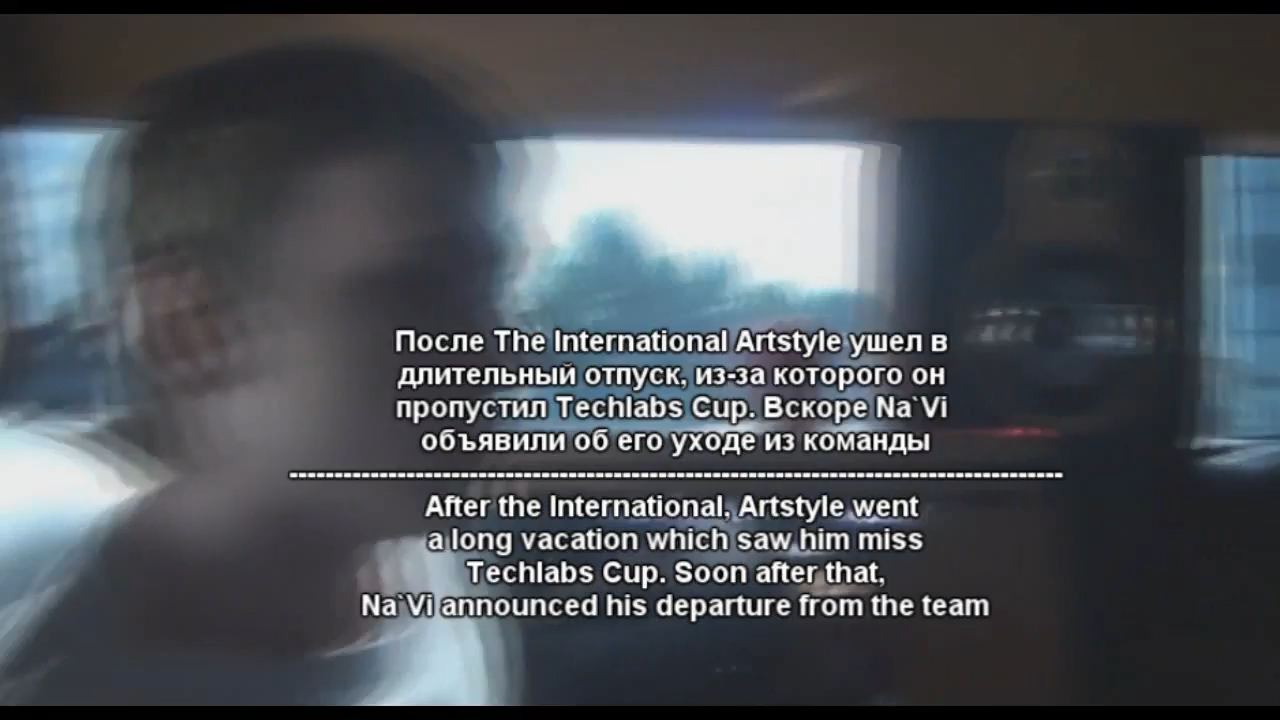 После The International Artstyle ушел в
длительный отпуск, из-за которого он
пропустил Techlabs Cup. Вскоре Na`Vi
объявили об его уходе из команды
--------------------------------------------------------------------------------------
After the International, Artstyle went
a long vacation which saw him miss
Techlabs Cup. Soon after that,
Na`Vi announced his departure from the team